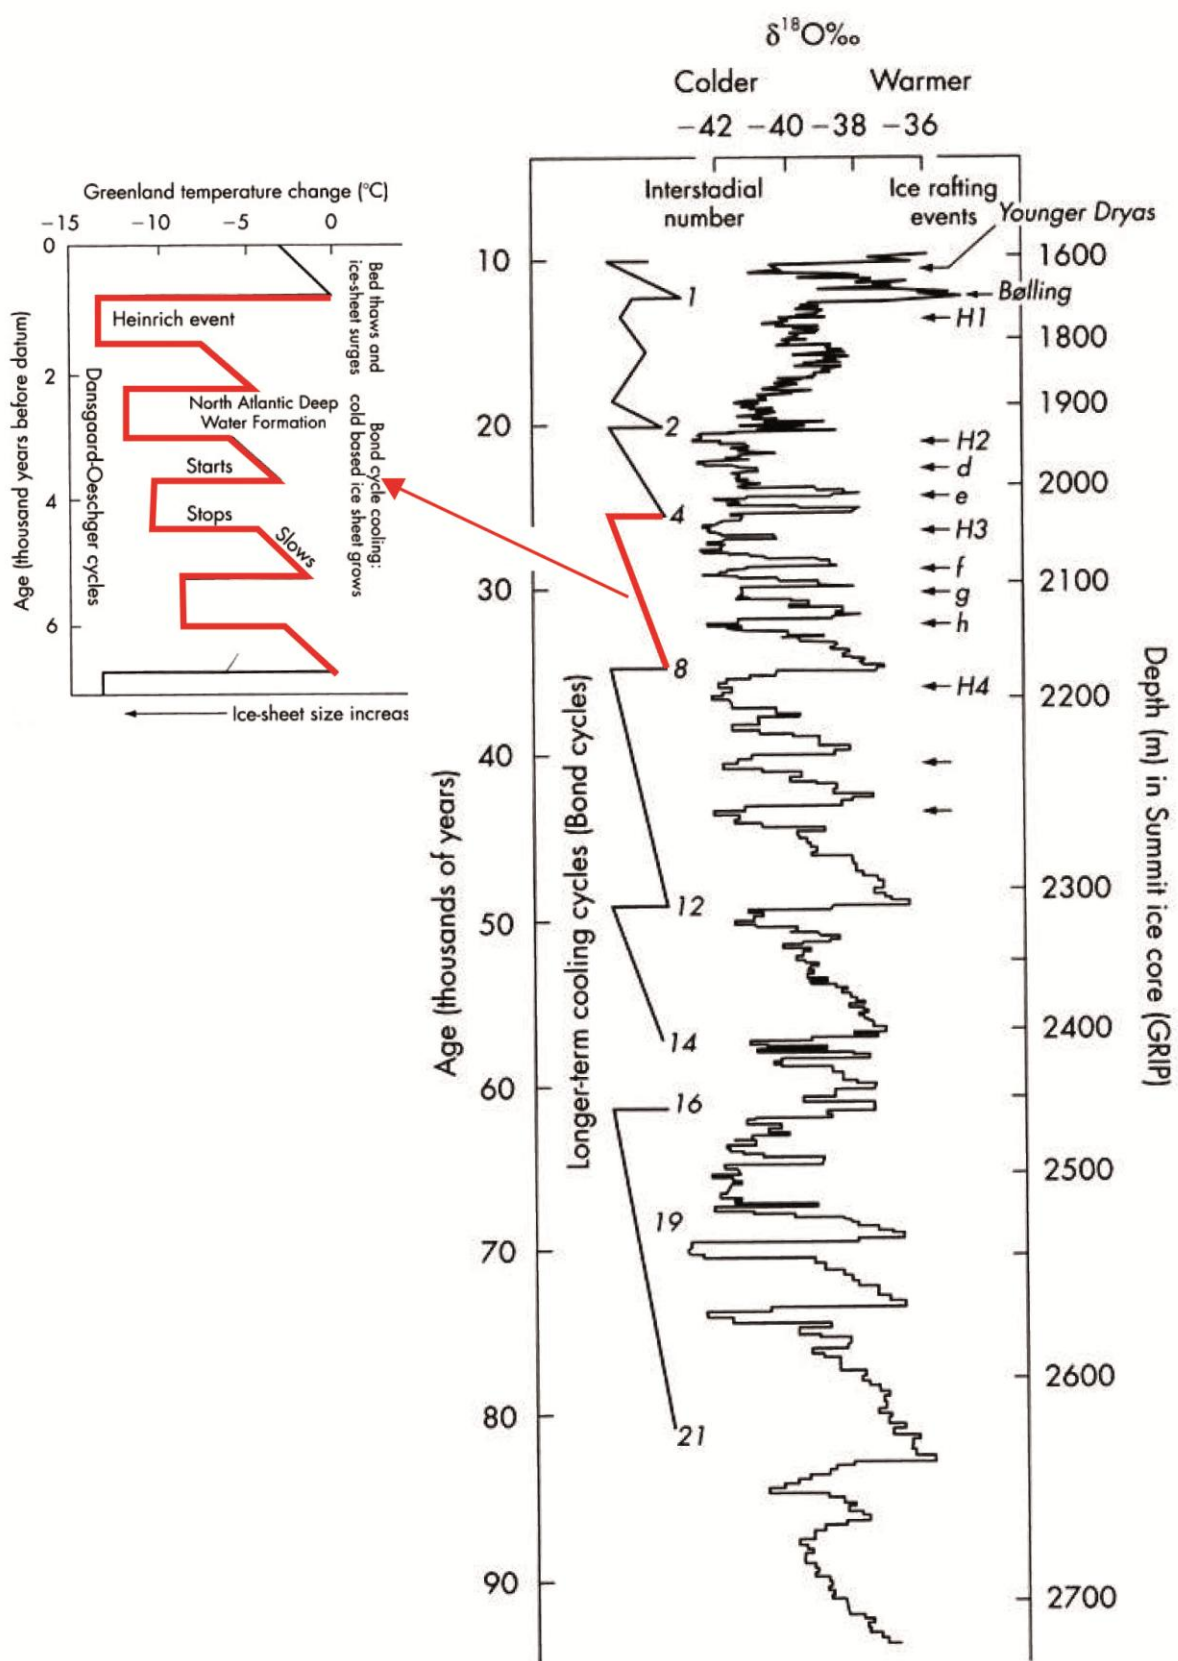 δ¹⁸O‰
Colder Warmer
−42 −40 −38 −36
Interstadial
number
Ice rafting
events
Younger Dryas
Bølling
H1
H2
d
e
H3
f
g
h
H4
1
2
4
8
12
14
16
19
21
10
20
30
40
50
60
70
80
90
Age (thousands of years)
Longer-term cooling cycles (Bond cycles)
1600
1800
1900
2000
2100
2200
2300
2400
2500
2600
2700
Depth (m) in Summit ice core (GRIP)
Greenland temperature change (°C)
−15 −10 −5 0
0
2
4
6
Age (thousand years before datum)
Dansgaard-Oeschger cycles
Heinrich event
North Atlantic Deep
Water Formation
Starts
Stops
Slows
Bed thaws and
ice-sheet surges
Bond cycle cooling:
cold based ice sheet grows
Ice-sheet size increas